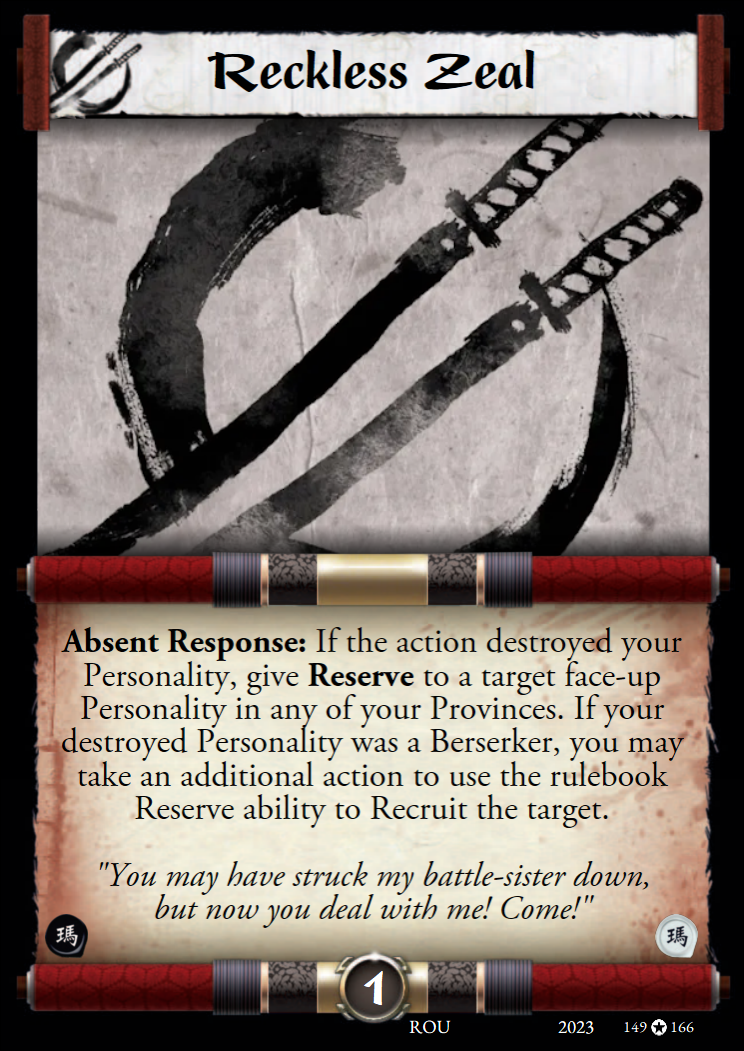 Reckless Zeal
Absent Response: If the action destroyed your
Personality, give Reserve to a target face-up
Personality in any of your Provinces. If your
destroyed Personality was a Berserker, you may
take an additional action to use the rulebook
Reserve ability to Recruit the target.
"You may have struck my battle-sister down,
but now you deal with me! Come!"
瑪 瑪
1
ROU 2023 149 ★ 166